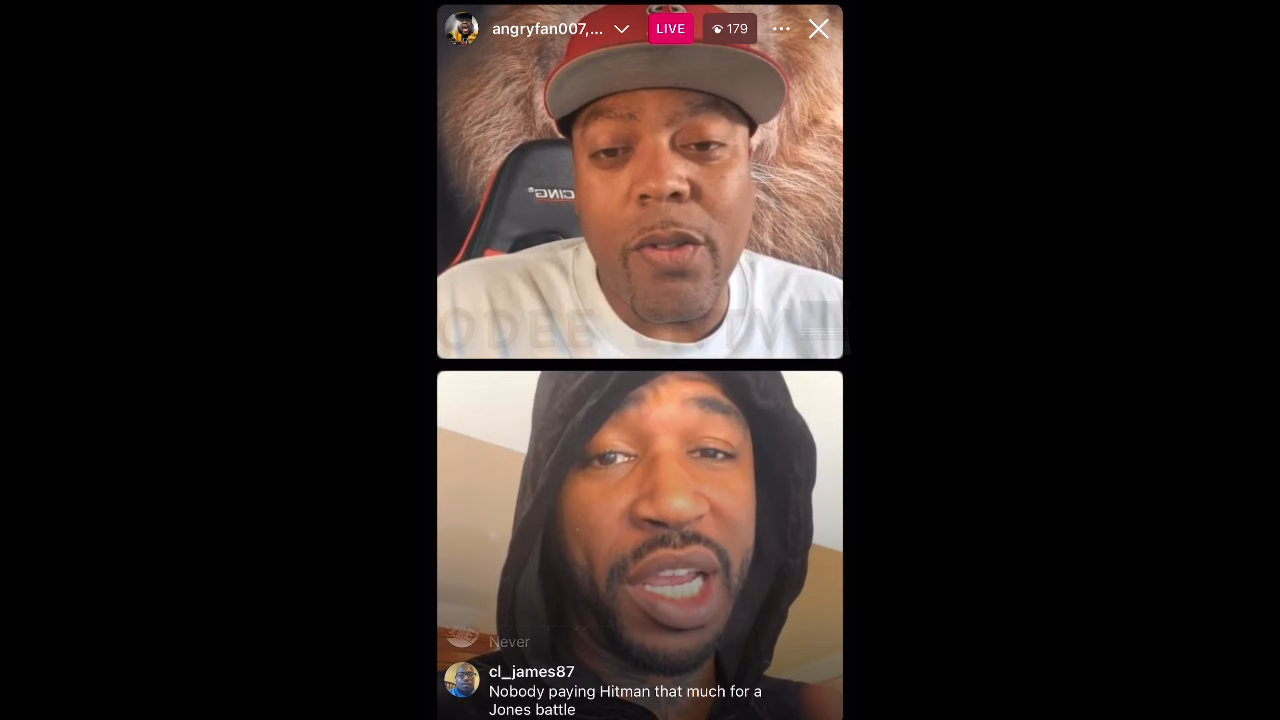 angryfan007,...
LIVE
179
Never
cl_james87
Nobody paying Hitman that much for a
Jones battle